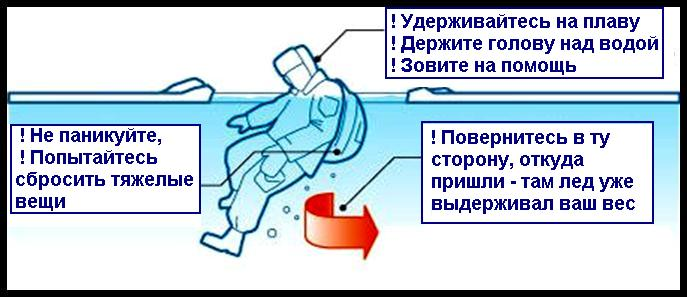 ! Удерживайтесь на плаву
! Держите голову над водой
! Зовите на помощь
! Не паникуйте,
! Попытайтесь
сбросить тяжелые
вещи
! Повернитесь в ту
сторону, откуда
пришли - там лед уже
выдерживал ваш вес